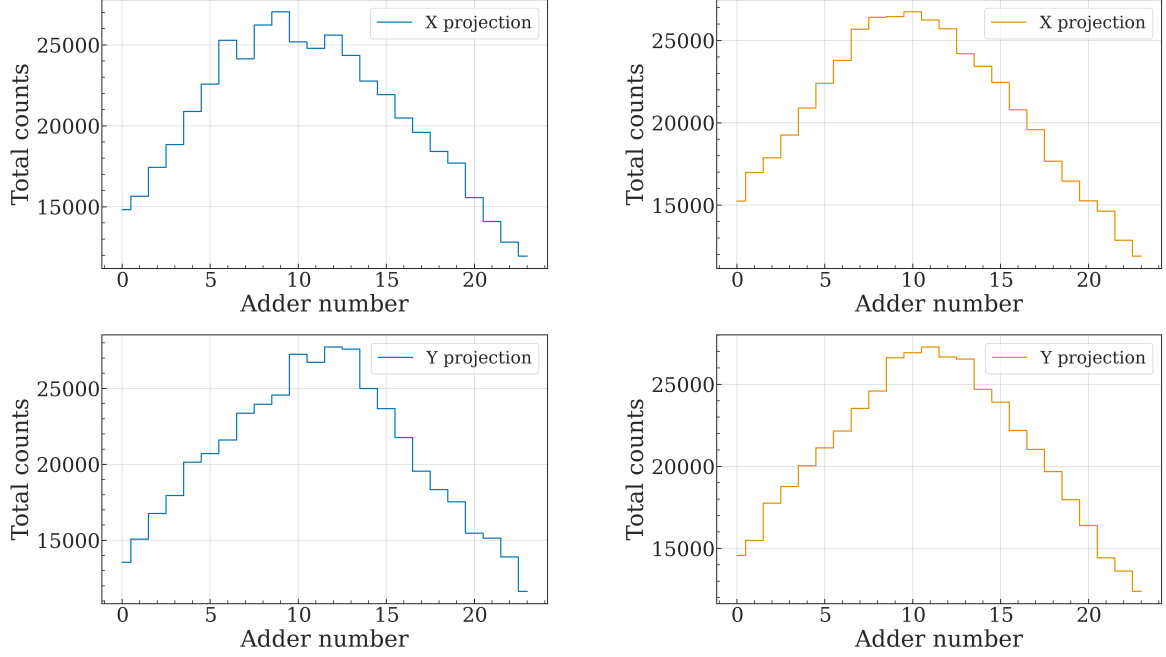 25000
20000
15000
Total counts
X projection
0 5 10 15 20
Adder number
25000
20000
15000
Total counts
X projection
0 5 10 15 20
Adder number
25000
20000
15000
Total counts
Y projection
0 5 10 15 20
Adder number
25000
20000
15000
Total counts
Y projection
0 5 10 15 20
Adder number